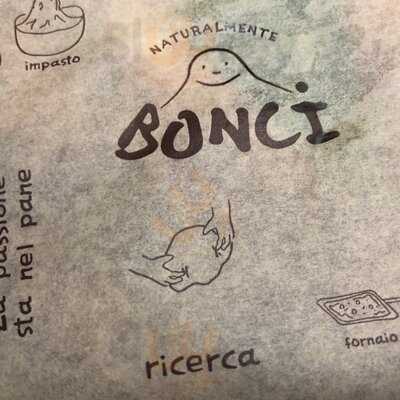 impasto
NATURALMENTE
BONCI
La passione
sta nel pane
ricerca
fornaio